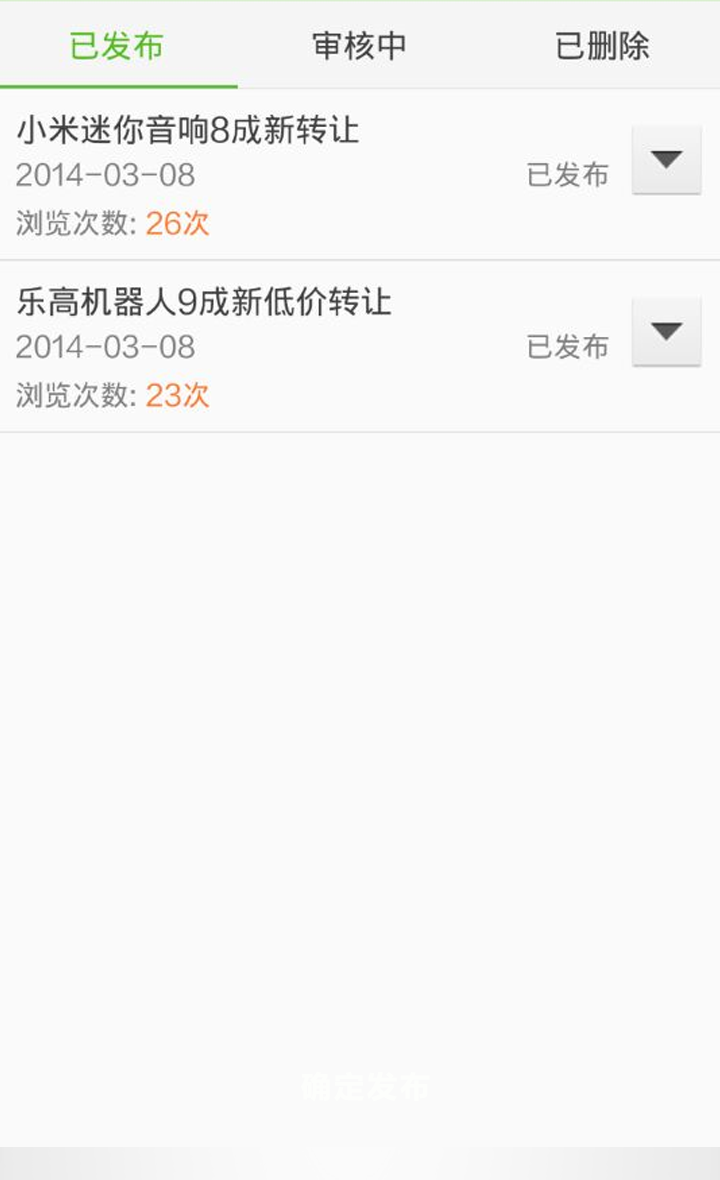 已发布 审核中 已删除
小米迷你音响8成新转让
2014-03-08 已发布
浏览次数: 26次
乐高机器人9成新低价转让
2014-03-08 已发布
浏览次数: 23次
确定发布